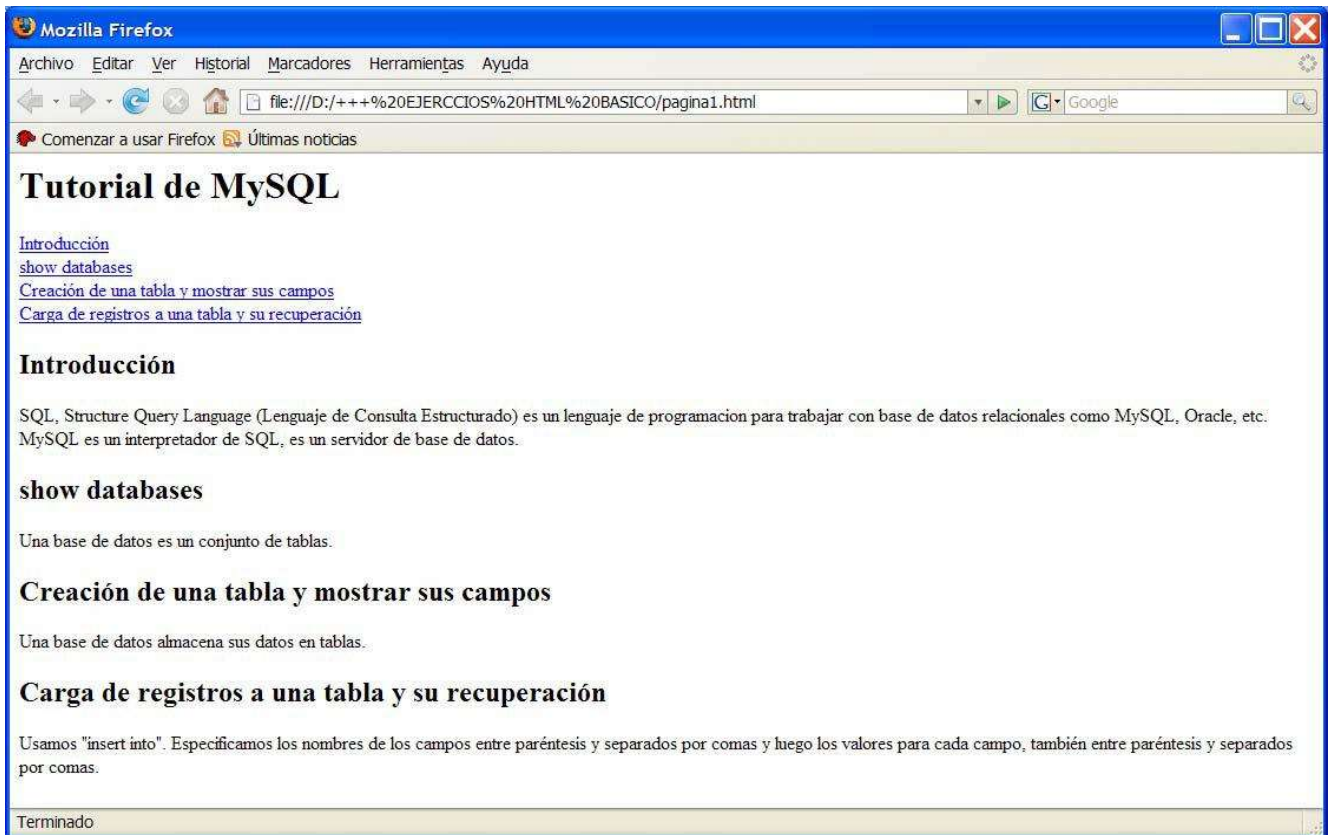 Mozilla Firefox
Archivo Editar Ver Historial Marcadores Herramientas Ayuda
file:///D:/+++%20EJERCCIOS%20HTML%20BASICO/pagina1.html G Google
Comenzar a usar Firefox Últimas noticias
Tutorial de MySQL
Introducción
show databases
Creación de una tabla y mostrar sus campos
Carga de registros a una tabla y su recuperación
Introducción
SQL, Structure Query Language (Lenguaje de Consulta Estructurado) es un lenguaje de programacion para trabajar con base de datos relacionales como MySQL, Oracle, etc.
MySQL es un interpretador de SQL, es un servidor de base de datos.
show databases
Una base de datos es un conjunto de tablas.
Creación de una tabla y mostrar sus campos
Una base de datos almacena sus datos en tablas.
Carga de registros a una tabla y su recuperación
Usamos "insert into". Especificamos los nombres de los campos entre paréntesis y separados por comas y luego los valores para cada campo, también entre paréntesis y separados
por comas.
Terminado